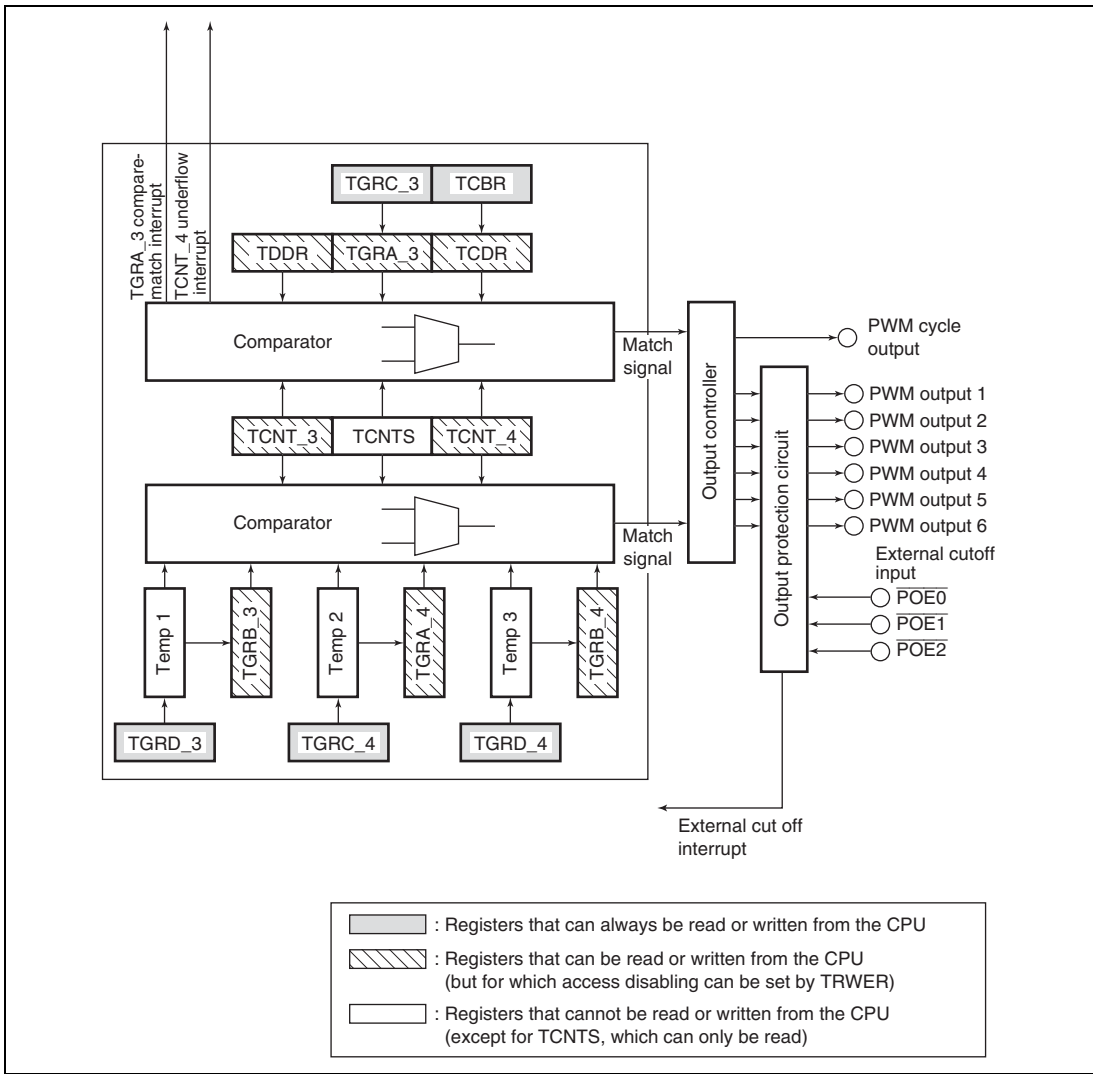 TGRA_3 compare-
match interrupt
TCNT_4 underflow
interrupt
TGRC_3
TCBR
TDDR
TGRA_3
TCDR
Comparator
Match
signal
TCNT_3
TCNTS
TCNT_4
Comparator
Match
signal
Output controller
Output protection circuit
PWM cycle
output
PWM output 1
PWM output 2
PWM output 3
PWM output 4
PWM output 5
PWM output 6
External cutoff
input
POE0
POE1
POE2
Temp 1
TGRB_3
Temp 2
TGRA_4
Temp 3
TGRB_4
TGRD_3
TGRC_4
TGRD_4
External cut off
interrupt
: Registers that can always be read or written from the CPU
: Registers that can be read or written from the CPU
(but for which access disabling can be set by TRWER)
: Registers that cannot be read or written from the CPU
(except for TCNTS, which can only be read)